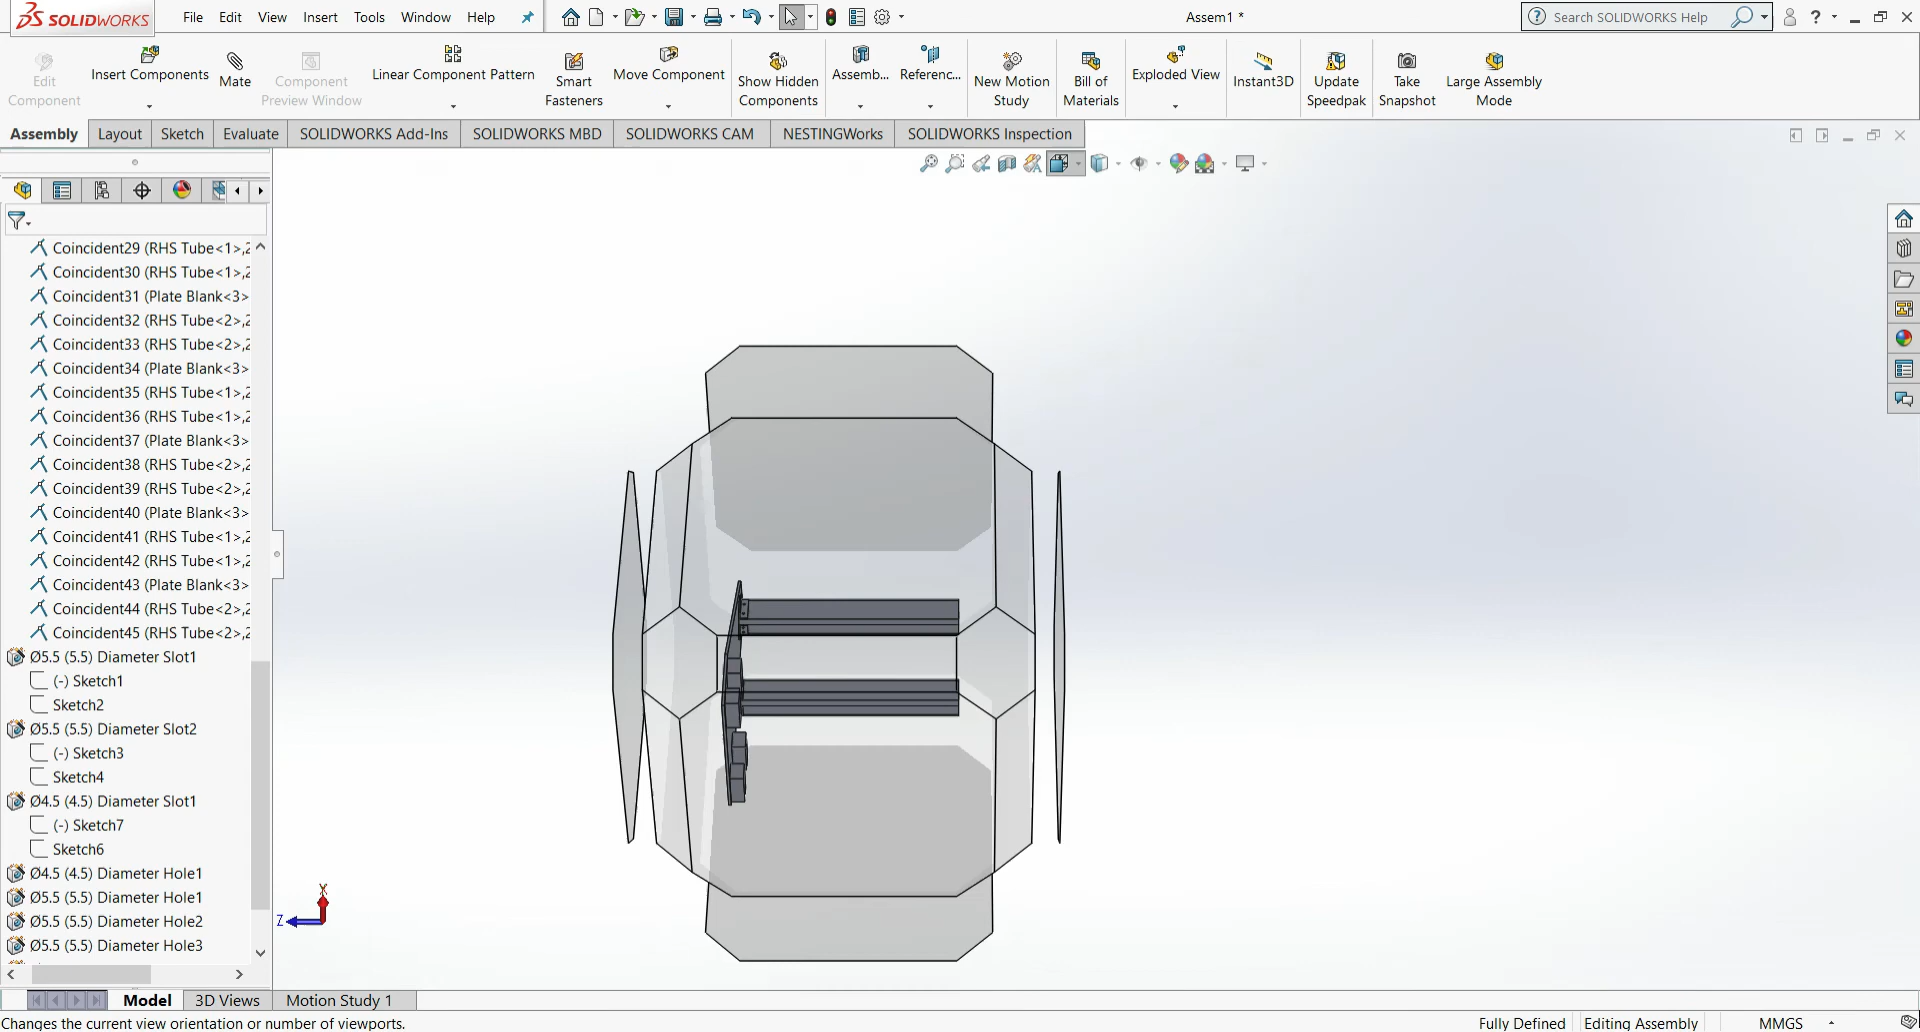 SOLIDWORKS File Edit View Insert Tools Window Help Assem1 * Search SOLIDWORKS Help
Edit Component
Insert Components
Mate
Component Preview Window
Linear Component Pattern
Smart Fasteners
Move Component
Show Hidden Components
Assemb...
Referenc...
New Motion Study
Bill of Materials
Exploded View
Instant3D
Update Speedpak
Take Snapshot
Large Assembly Mode
Assembly Layout Sketch Evaluate SOLIDWORKS Add-Ins SOLIDWORKS MBD SOLIDWORKS CAM NESTINGWorks SOLIDWORKS Inspection
Coincident29 (RHS Tube<1>,2
Coincident30 (RHS Tube<1>,2
Coincident31 (Plate Blank<3>
Coincident32 (RHS Tube<2>,2
Coincident33 (RHS Tube<2>,2
Coincident34 (Plate Blank<3>
Coincident35 (RHS Tube<1>,2
Coincident36 (RHS Tube<1>,2
Coincident37 (Plate Blank<3>
Coincident38 (RHS Tube<2>,2
Coincident39 (RHS Tube<2>,2
Coincident40 (Plate Blank<3>
Coincident41 (RHS Tube<1>,2
Coincident42 (RHS Tube<1>,2
Coincident43 (Plate Blank<3>
Coincident44 (RHS Tube<2>,2
Coincident45 (RHS Tube<2>,2
Ø5.5 (5.5) Diameter Slot1
(-) Sketch1
Sketch2
Ø5.5 (5.5) Diameter Slot2
(-) Sketch3
Sketch4
Ø4.5 (4.5) Diameter Slot1
(-) Sketch7
Sketch6
Ø4.5 (4.5) Diameter Hole1
Ø5.5 (5.5) Diameter Hole1
Ø5.5 (5.5) Diameter Hole2
Ø5.5 (5.5) Diameter Hole3
Z
Model 3D Views Motion Study 1
Changes the current view orientation or number of viewports. Fully Defined Editing Assembly MMGS